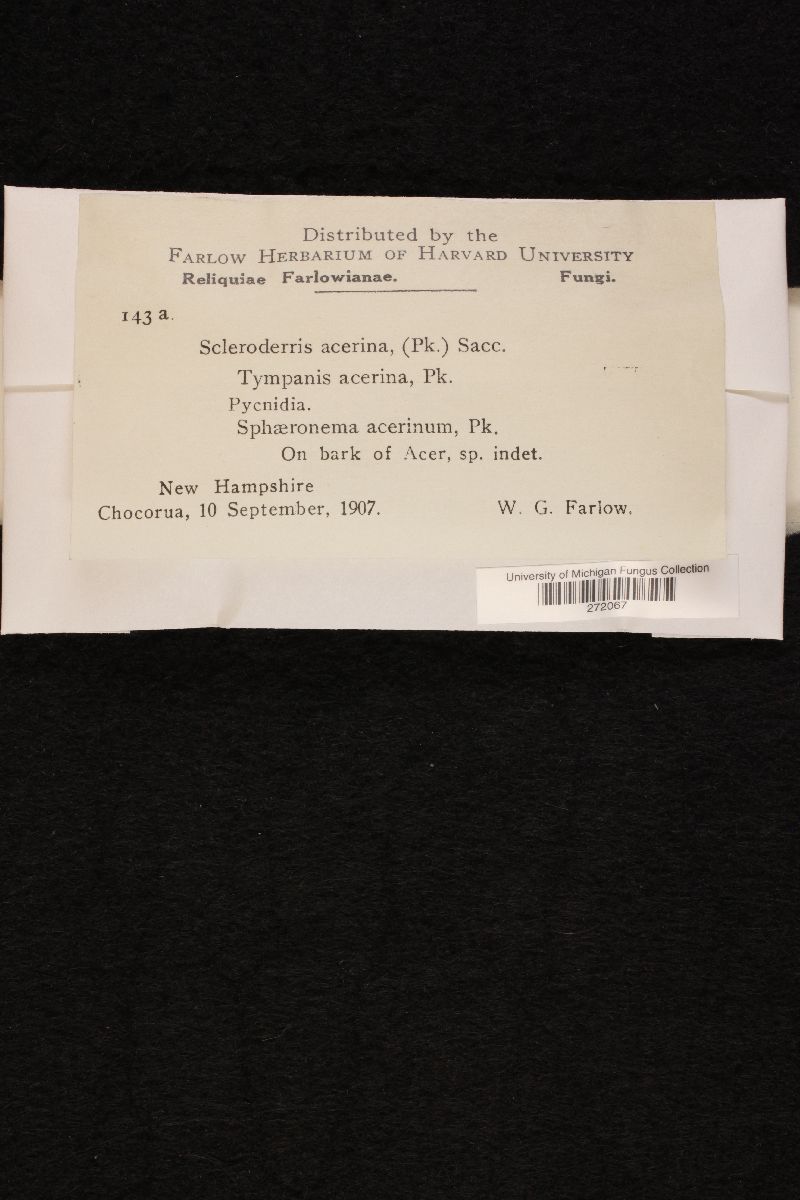 Distributed by the
FARLOW HERBARIUM OF HARVARD UNIVERSITY
Reliquiae Farlowianae. Fungi.
143 a.
Scleroderris acerina, (Pk.) Sacc.
Tympanis acerina, Pk.
Pycnidia.
Sphæronema acerinum, Pk.
On bark of Acer, sp. indet.
New Hampshire
Chocorua, 10 September, 1907. W. G. Farlow.
University of Michigan Fungus Collection
272067